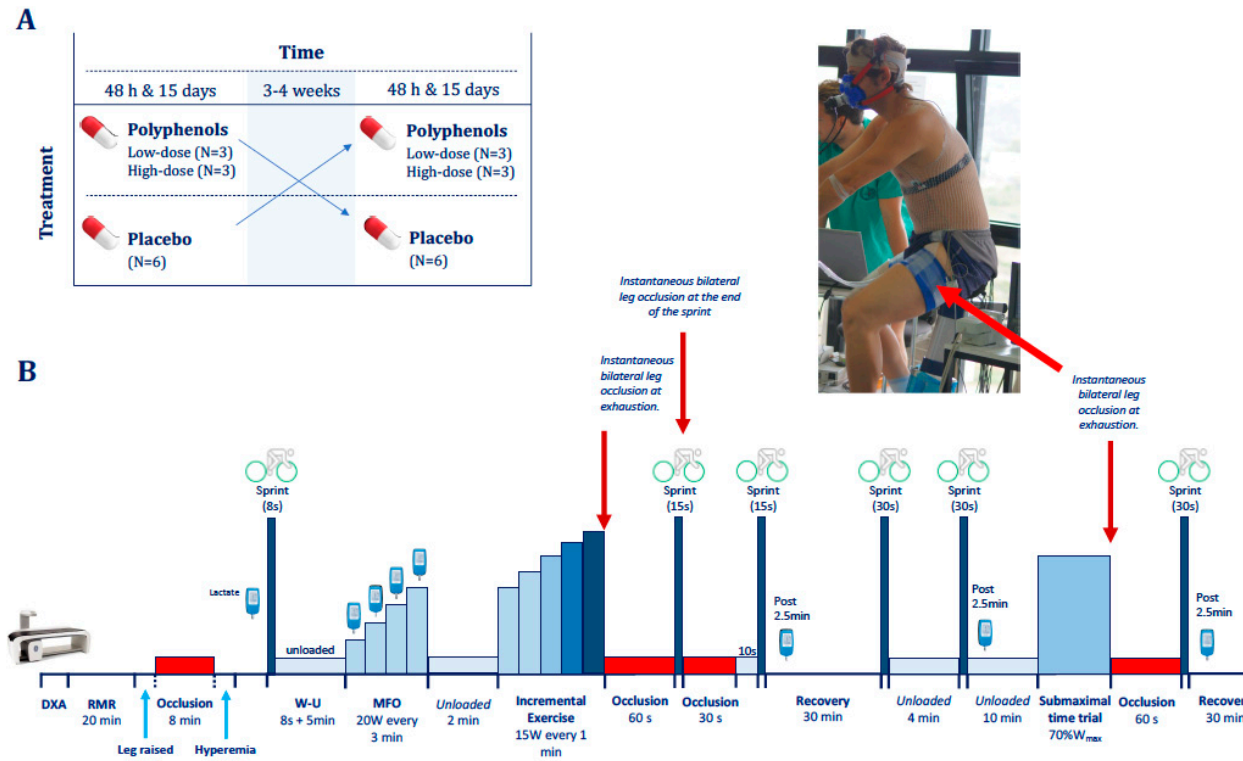 A
Time
48 h & 15 days
3-4 weeks
48 h & 15 days
Treatment
Polyphenols
Low-dose (N=3)
High-dose (N=3)
Polyphenols
Low-dose (N=3)
High-dose (N=3)
Placebo
(N=6)
Placebo
(N=6)
Instantaneous bilateral
leg occlusion at the end
of the sprint
B
Instantaneous
bilateral leg
occlusion at
exhaustion.
Instantaneous
bilateral leg
occlusion at
exhaustion.
Sprint
(8s)
Sprint
(15s)
Sprint
(15s)
Sprint
(30s)
Sprint
(30s)
Sprint
(30s)
Lactate
unloaded
10s
Post
2.5min
Post
2.5min
Post
2.5min
DXA
RMR
20 min
Occlusion
8 min
Leg raised
Hyperemia
W-U
8s + 5min
MFO
20W every
3 min
Unloaded
2 min
Incremental
Exercise
15W every 1
min
Occlusion
60 s
Occlusion
30 s
Recovery
30 min
Unloaded
4 min
Unloaded
10 min
Submaximal
time trial
70%Wmax
Occlusion
60 s
Recover
30 min